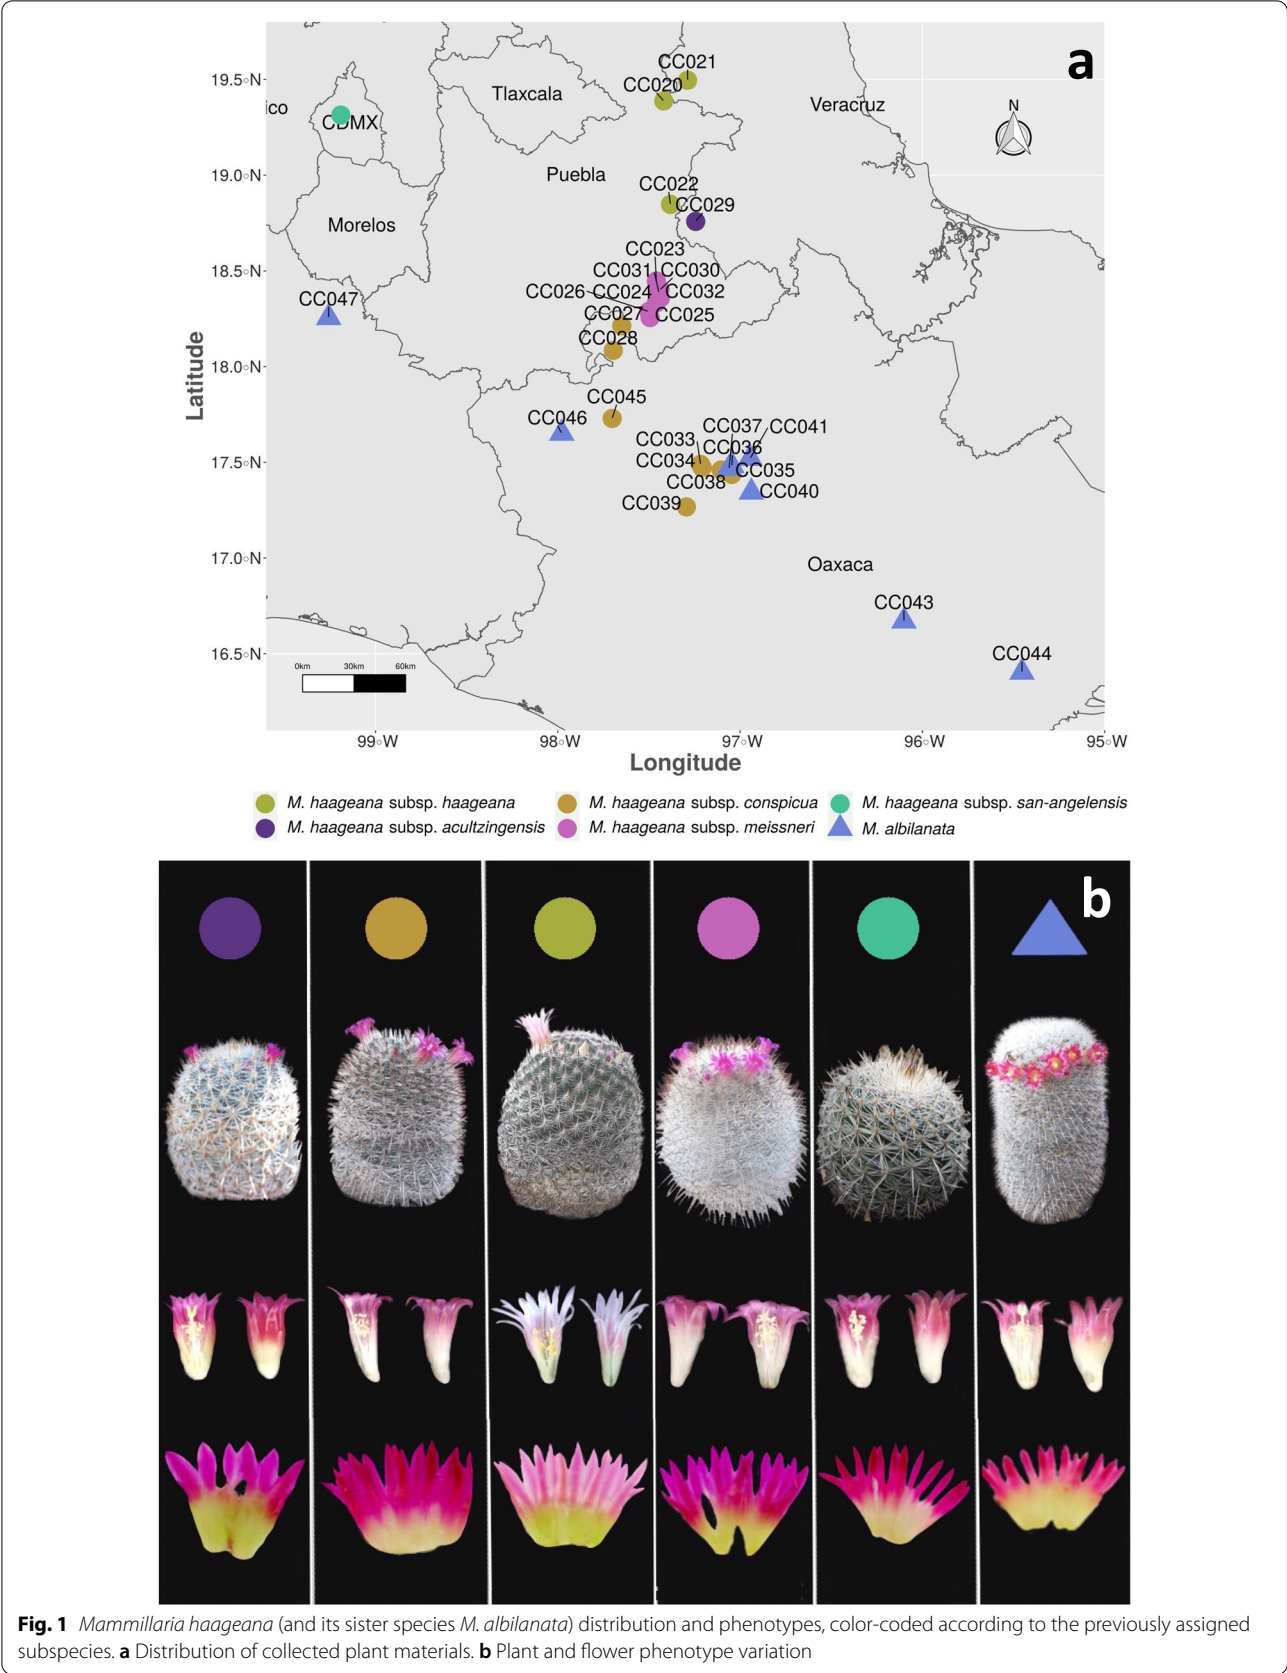 a
CC021
19.5°N
CC020
Tlaxcala
Veracruz
ico
N
CDMX
19.0°N
Puebla
CC022
CC029
Morelos
CC023
18.5°N
CC031
CC030
CC026
CC024
CC032
CC047
CC027
CC025
CC028
Latitude
18.0°N
CC045
CC046
CC037
CC041
CC033
CC036
CC034
17.5°N
CC035
CC038
CC040
CC039
17.0°N
Oaxaca
CC043
16.5°N
CC044
0km 30km 60km
99°W 98°W 97°W 96°W 95°W
Longitude
M. haageana subsp. haageana M. haageana subsp. conspicua M. haageana subsp. san-angelensis
M. haageana subsp. acultzingensis M. haageana subsp. meissneri M. albilanata
b
Fig. 1 Mammillaria haageana (and its sister species M. albilanata) distribution and phenotypes, color-coded according to the previously assigned
subspecies. a Distribution of collected plant materials. b Plant and flower phenotype variation